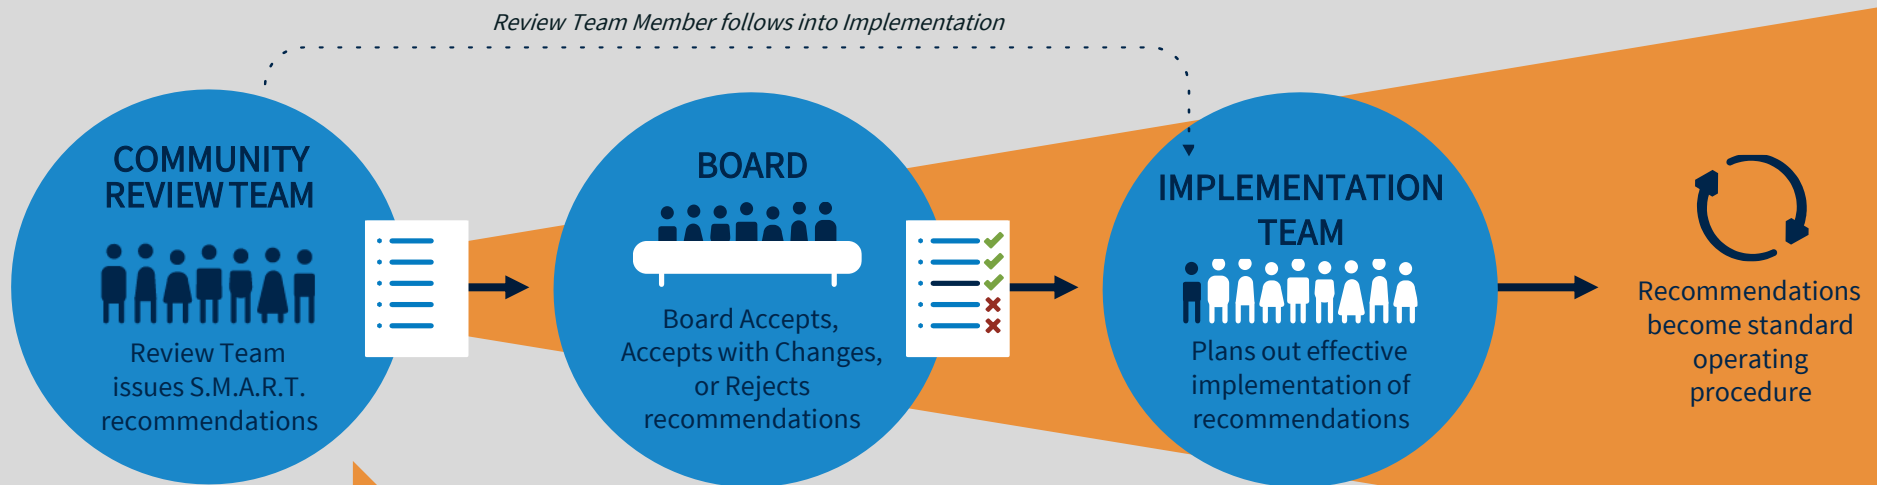 Review Team Member follows into Implementation
COMMUNITY
REVIEW TEAM
Review Team
issues S.M.A.R.T.
recommendations
BOARD
Board Accepts,
Accepts with Changes,
or Rejects
recommendations
IMPLEMENTATION
TEAM
Plans out effective
implementation of
recommendations
Recommendations
become standard
operating
procedure